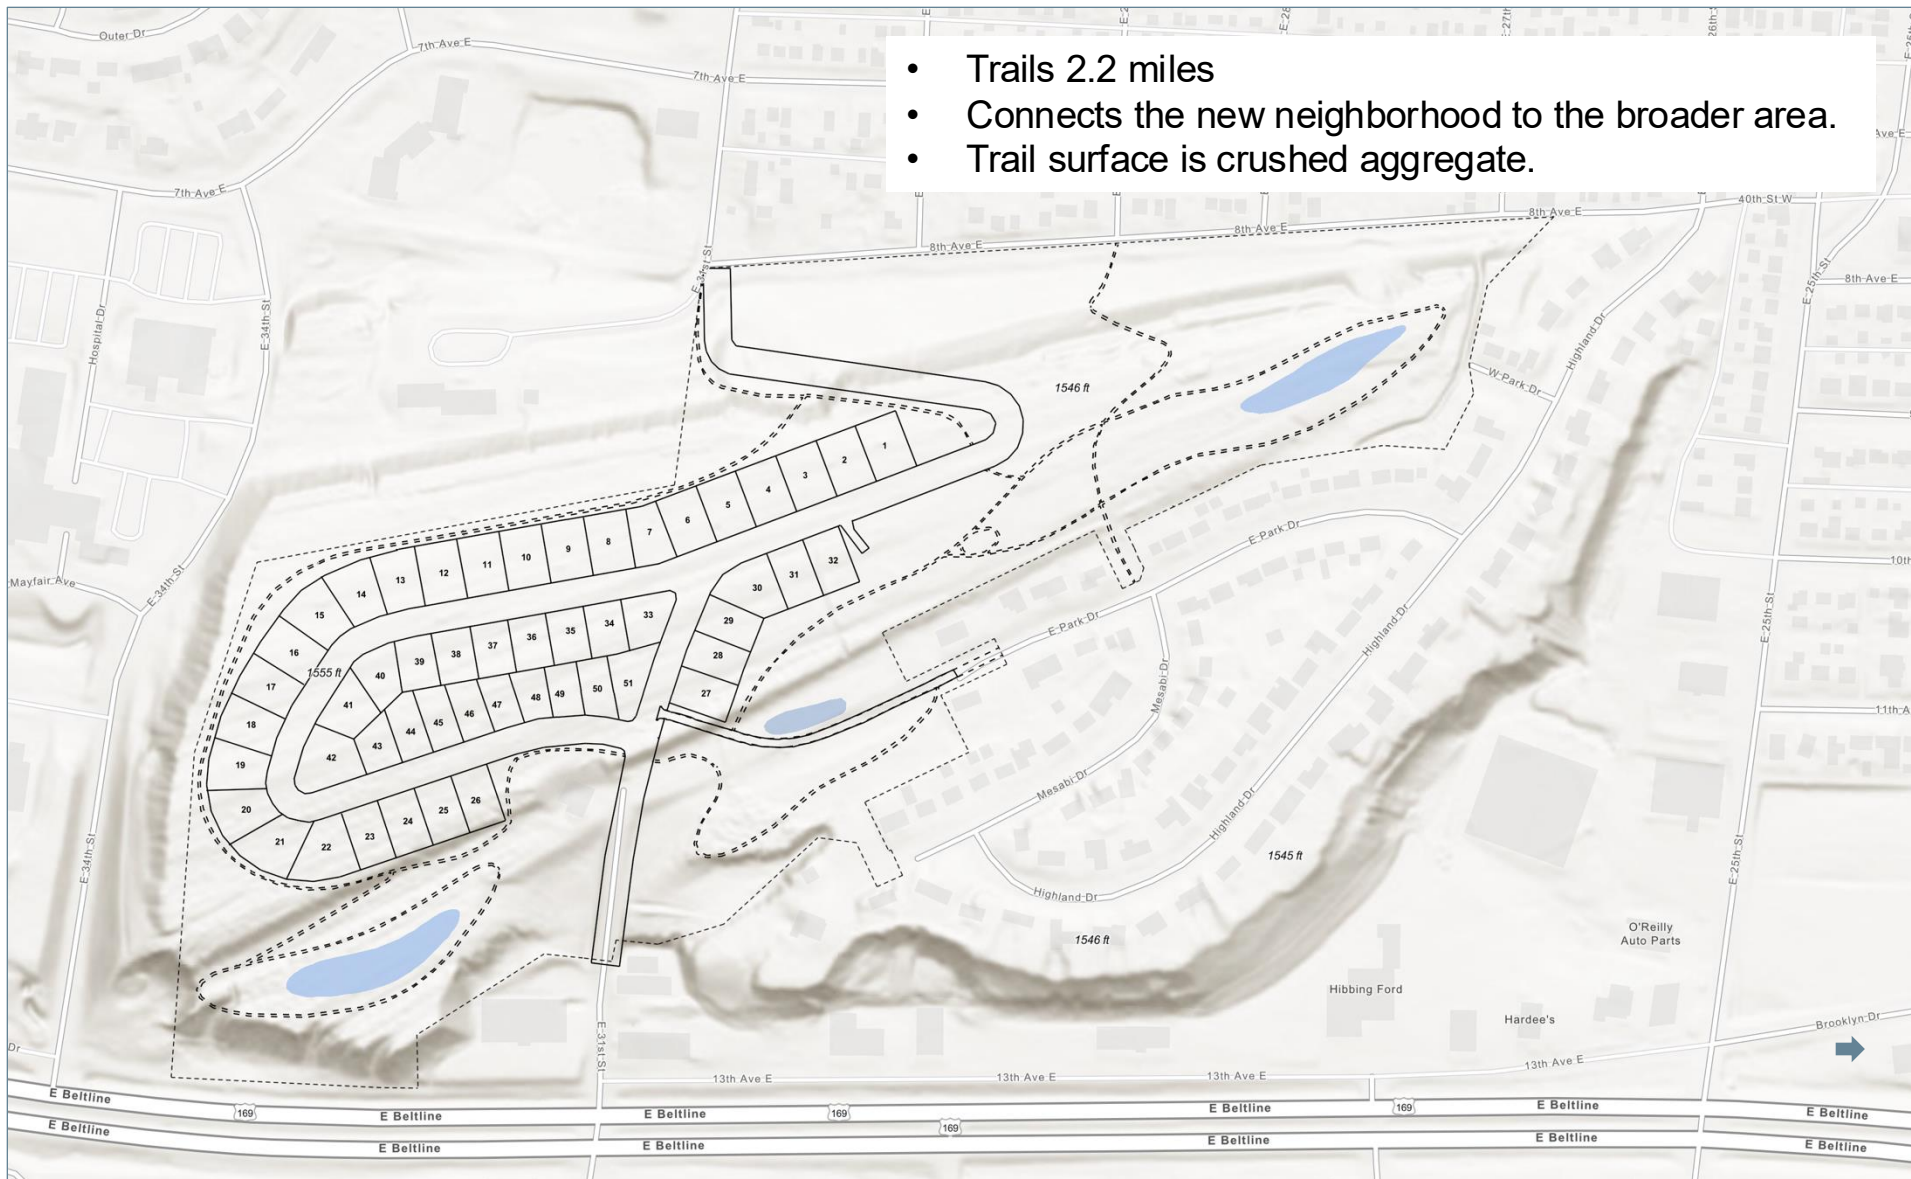 • Trails 2.2 miles
• Connects the new neighborhood to the broader area.
• Trail surface is crushed aggregate.
Outer Dr
7th Ave E
7th Ave E
7th Ave E
E 27th
40th St W
8th Ave E
8th Ave E
8th Ave E
8th Ave E
E 31st St
E 34th St
Hospital Dr
E 25th St
Highland Dr
W Park Dr
1546 ft
1
2
3
4
5
6
7
8
9
10
11
12
13
14
15
16
17
18
19
20
21
22
23
24
25
26
27
28
29
30
31
32
33
34
35
36
37
38
39
40
41
42
43
44
45
46
47
48
49
50
51
1555 ft
Mayfair Ave
E 34th St
E Park Dr
E Park Dr
10th
Highland Dr
E 25th St
Mesabi Dr
11th A
Mesabi Dr
Highland Dr
1545 ft
E 34th St
E 25th St
Highland Dr
1546 ft
O'Reilly
Auto Parts
Hibbing Ford
Hardee's
Brooklyn Dr
E 31st St
Dr
13th Ave E
13th Ave E
13th Ave E
13th Ave E
E Beltline
169
E Beltline
E Beltline
169
E Beltline
169
E Beltline
E Beltline
E Beltline
E Beltline
E Beltline
169
E Beltline
E Beltline
E Beltline